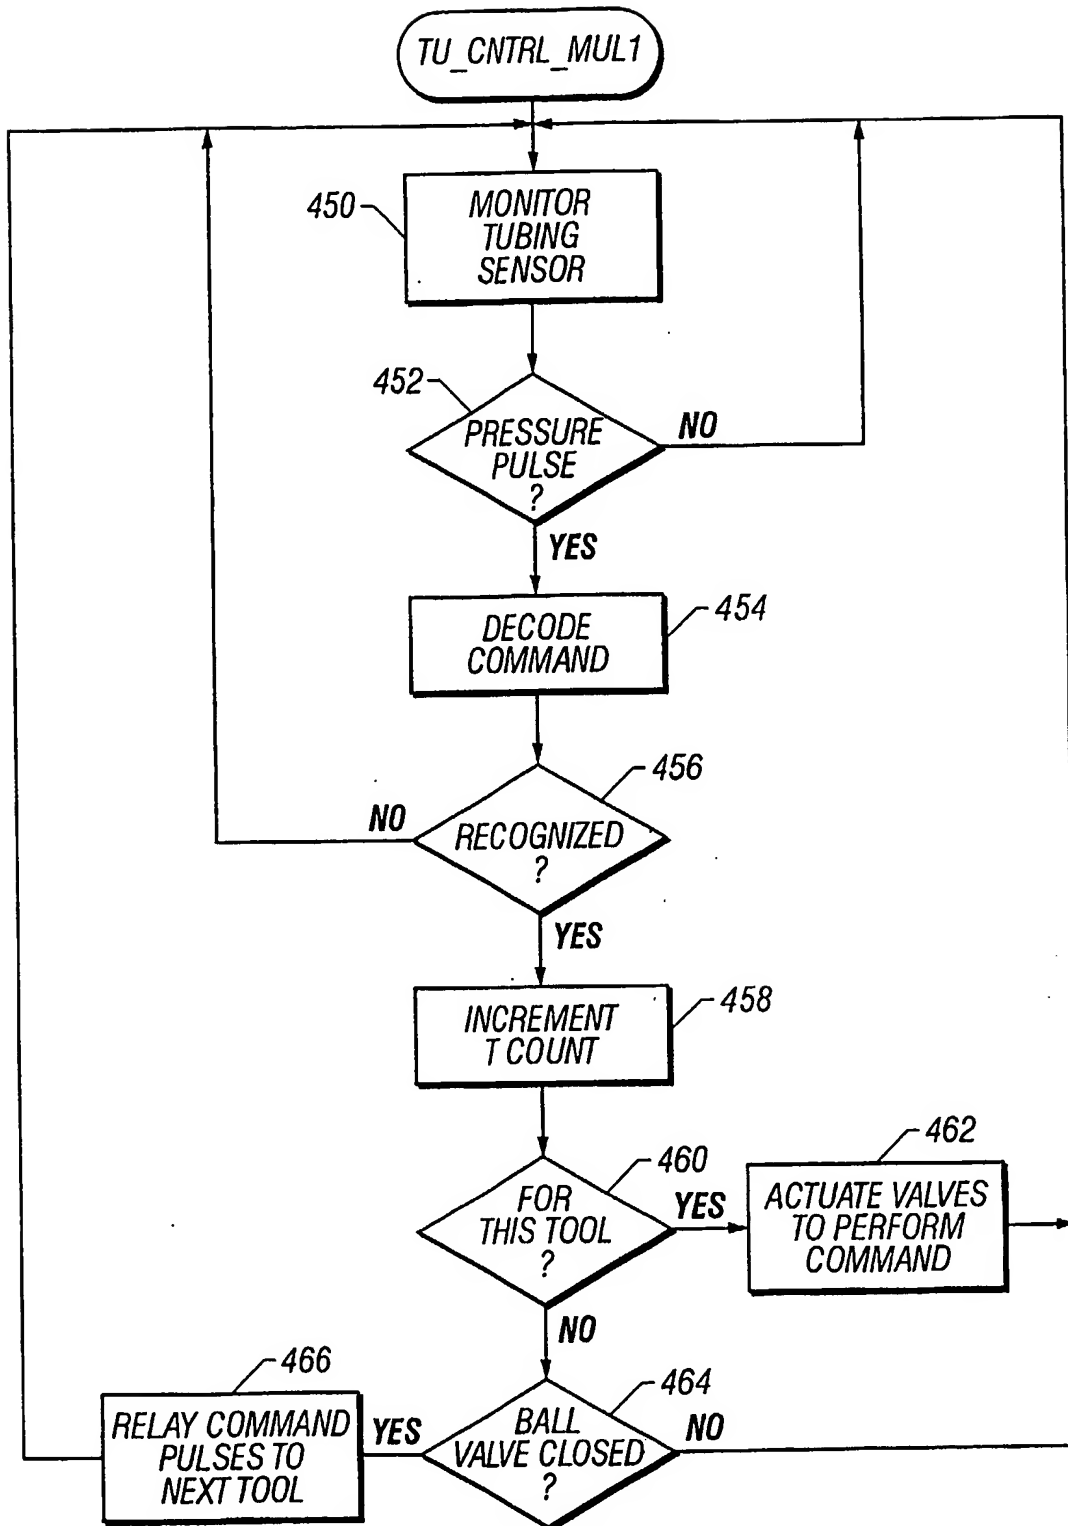 TU_CNTRL_MUL1
450
MONITOR
TUBING
SENSOR
452
PRESSURE
PULSE
?
NO
YES
DECODE
COMMAND
454
456
NO
RECOGNIZED
?
YES
INCREMENT
T COUNT
458
460
FOR
THIS TOOL
?
YES
462
ACTUATE VALVES
TO PERFORM
COMMAND
NO
466
RELAY COMMAND
PULSES TO
NEXT TOOL
YES
464
BALL
VALVE CLOSED
?
NO